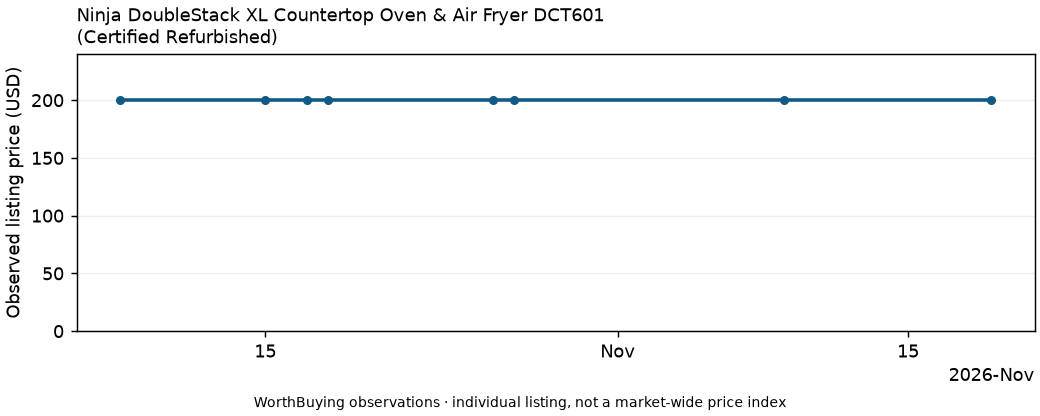 Ninja DoubleStack XL Countertop Oven & Air Fryer DCT601
(Certified Refurbished)
Observed listing price (USD)
200
150
100
50
0
15
Nov
15
2026-Nov
WorthBuying observations · individual listing, not a market-wide price index